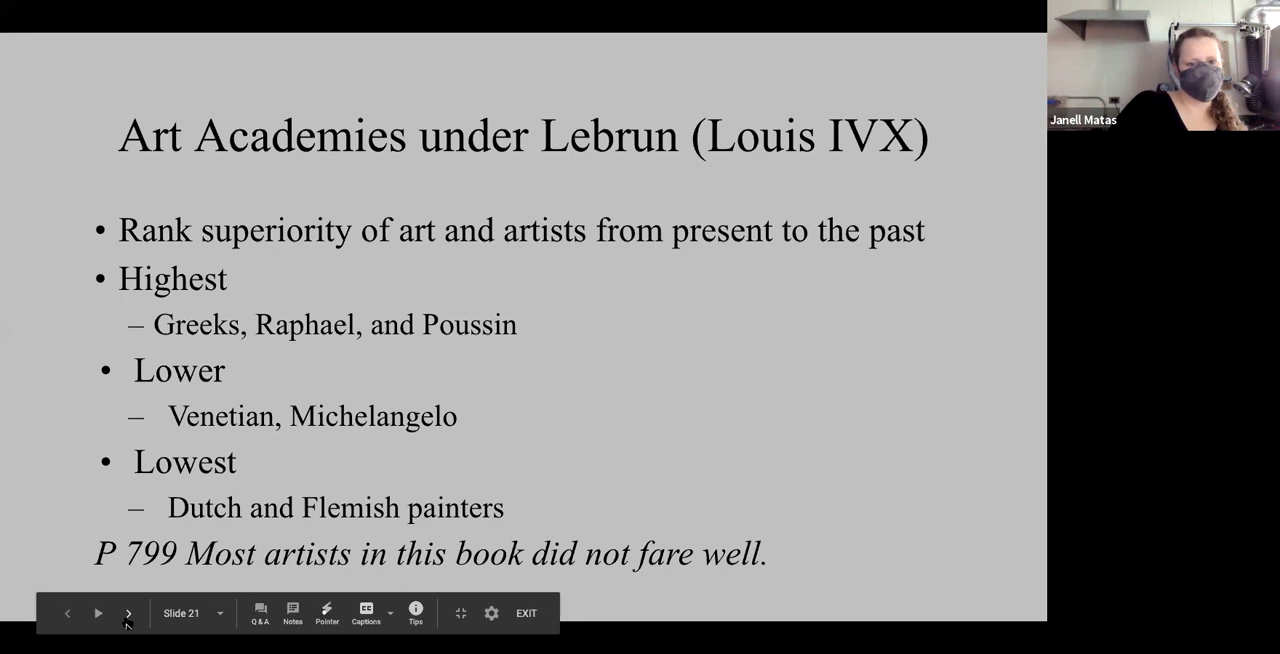 Art Academies under Lebrun (Louis IVX)
• Rank superiority of art and artists from present to the past
• Highest
– Greeks, Raphael, and Poussin
• Lower
– Venetian, Michelangelo
• Lowest
– Dutch and Flemish painters
P 799 Most artists in this book did not fare well.
Slide 21
Q & A
Notes
Pointer
CC
Captions
Tips
EXIT
Janell Matas